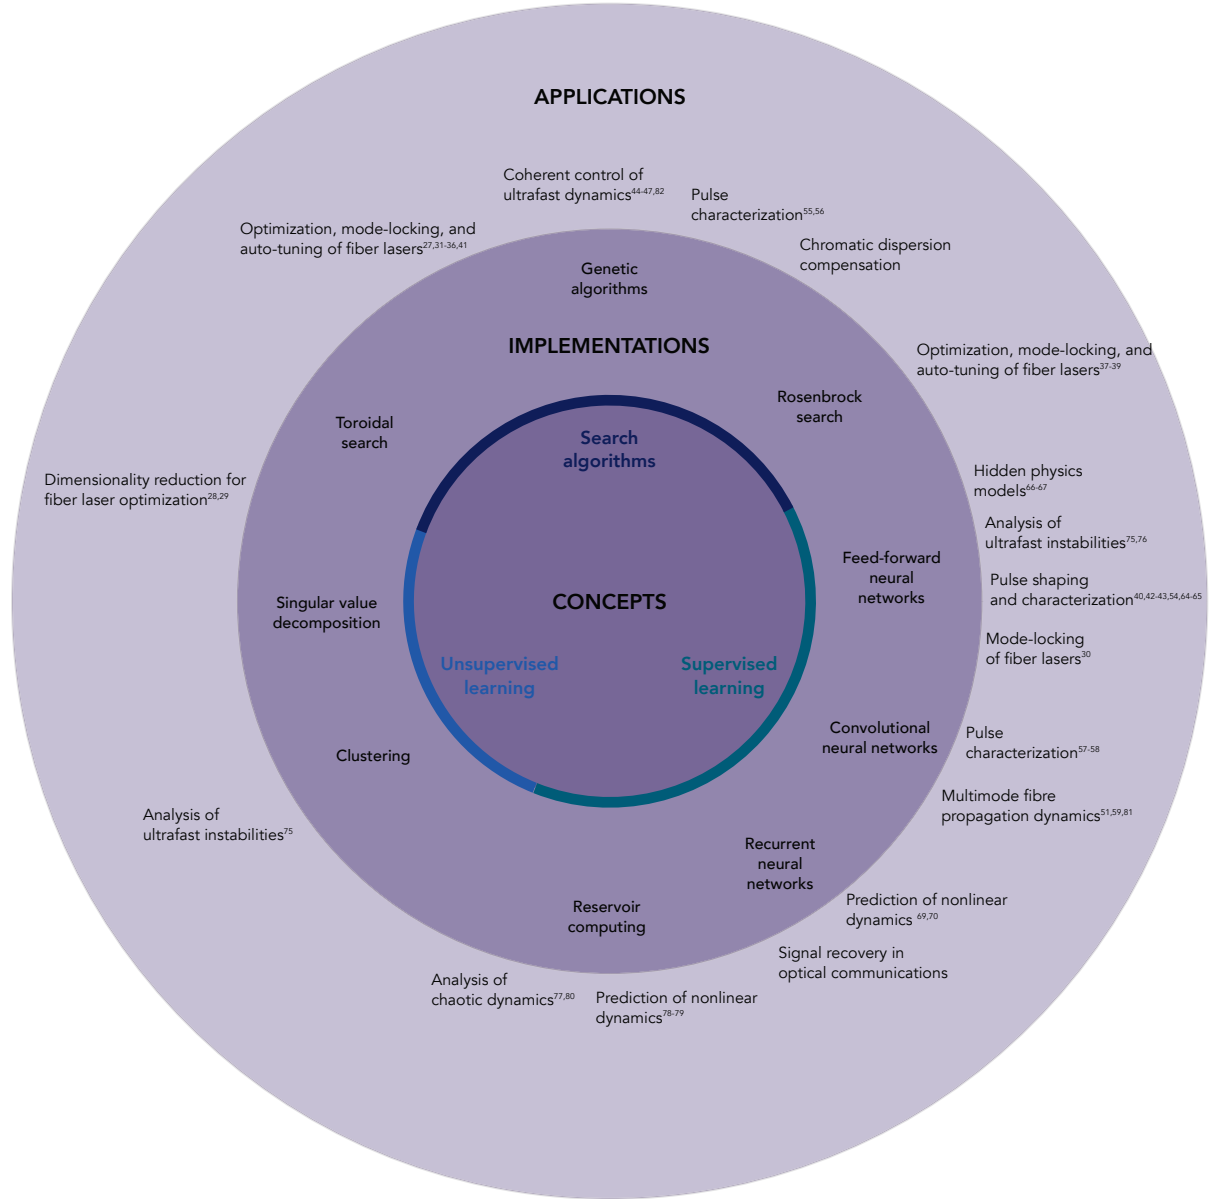 APPLICATIONS
Coherent control of
ultrafast dynamics44-47,82
Pulse
characterization55,56
Optimization, mode-locking, and
auto-tuning of fiber lasers27,31-36,41
Chromatic dispersion
compensation
Genetic
algorithms
IMPLEMENTATIONS
Optimization, mode-locking, and
auto-tuning of fiber lasers37-39
Rosenbrock
search
Toroidal
search
Search
algorithms
Dimensionality reduction for
fiber laser optimization28,29
Hidden physics
models66-67
Analysis of
ultrafast instabilities75,76
Feed-forward
neural
networks
Pulse shaping
and characterization40,42-43,54,64-65
Singular value
decomposition
CONCEPTS
Mode-locking
of fiber lasers30
Unsupervised
learning
Supervised
learning
Convolutional
neural networks
Pulse
characterization57-58
Clustering
Multimode fibre
propagation dynamics51,59,81
Analysis of
ultrafast instabilities75
Recurrent
neural
networks
Reservoir
computing
Prediction of nonlinear
dynamics 69,70
Signal recovery in
optical communications
Analysis of
chaotic dynamics77,80
Prediction of nonlinear
dynamics78-79